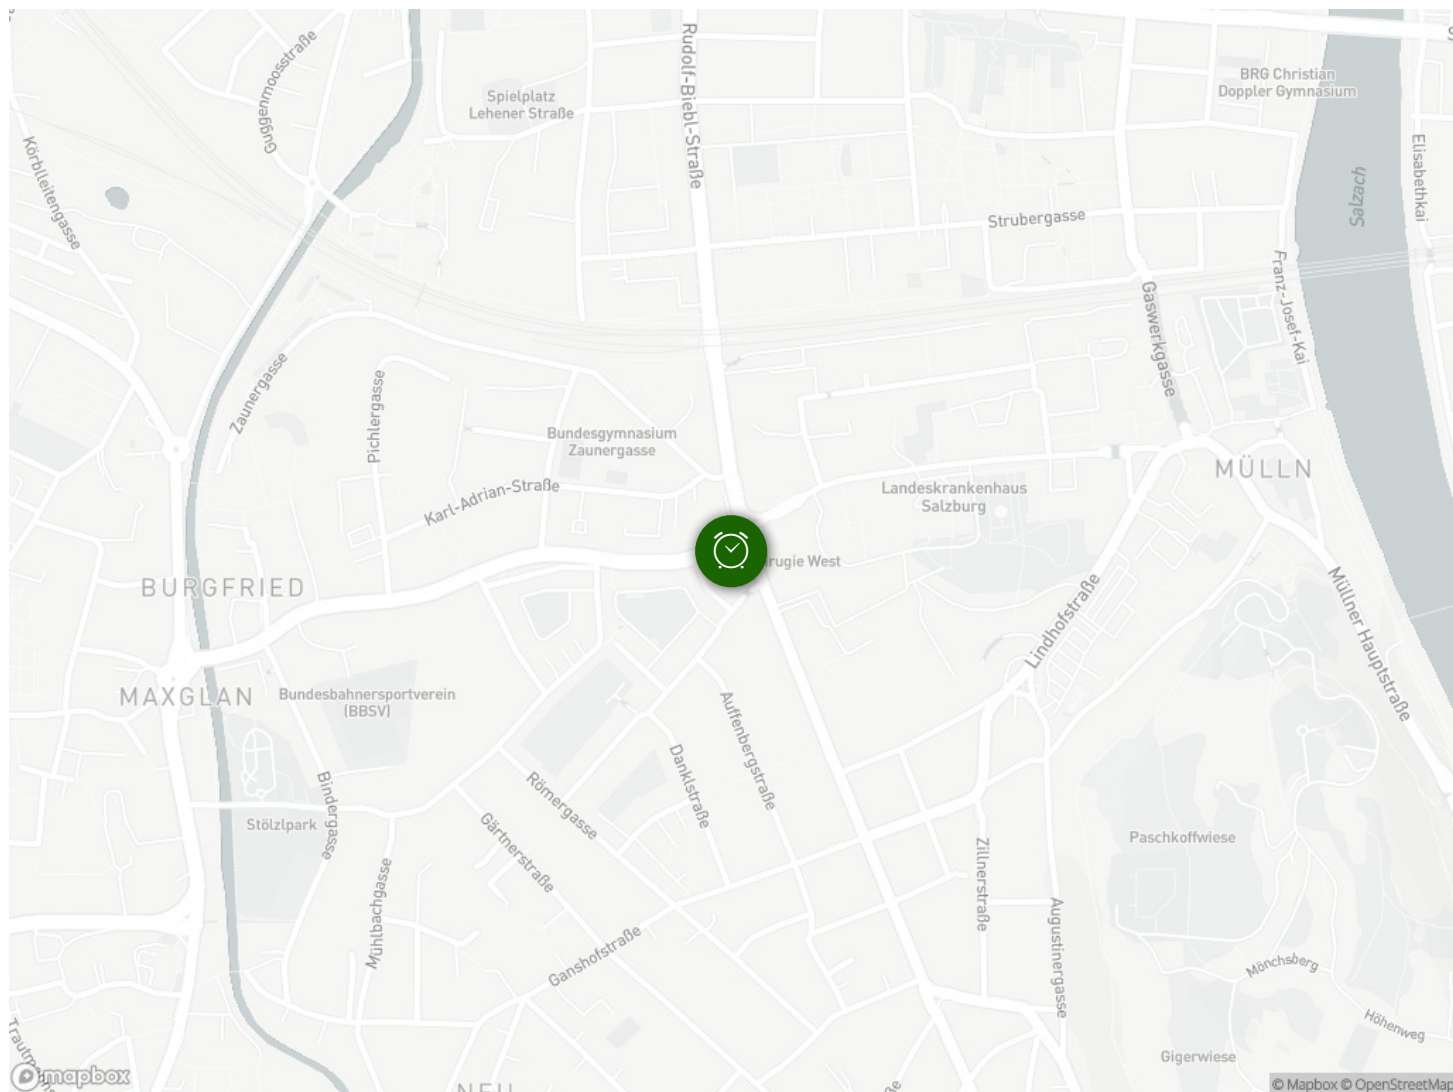 Guggenmoosstraße
Rudolf-Biebl-Straße
Spielplatz
Lehener Straße
BRG Christian
Doppler Gymnasium
Körblleitengasse
Elisabethkai
Salzach
Strubergasse
Franz-Josef-Kai
Gaswerkgasse
Zaunergasse
Pichlergasse
Bundesgymnasium
Zaunergasse
Karl-Adrian-Straße
Landeskrankenhaus
Salzburg
MÜLLN
rugie West
BURGFRIED
Lindhofstraße
Müllner Hauptstraße
MAXGLAN
Bundesbahnersportverein
(BBSV)
Auffenbergstraße
Danklstraße
Bindergasse
Römergasse
Stölzlpark
Gärtnerstraße
Paschkoffwiese
Zillnerstraße
Mühlbachgasse
Augustinergasse
Ganshofstraße
Mönchsberg
Höhenweg
Gigerwiese
mapbox
© Mapbox © OpenStreetMap